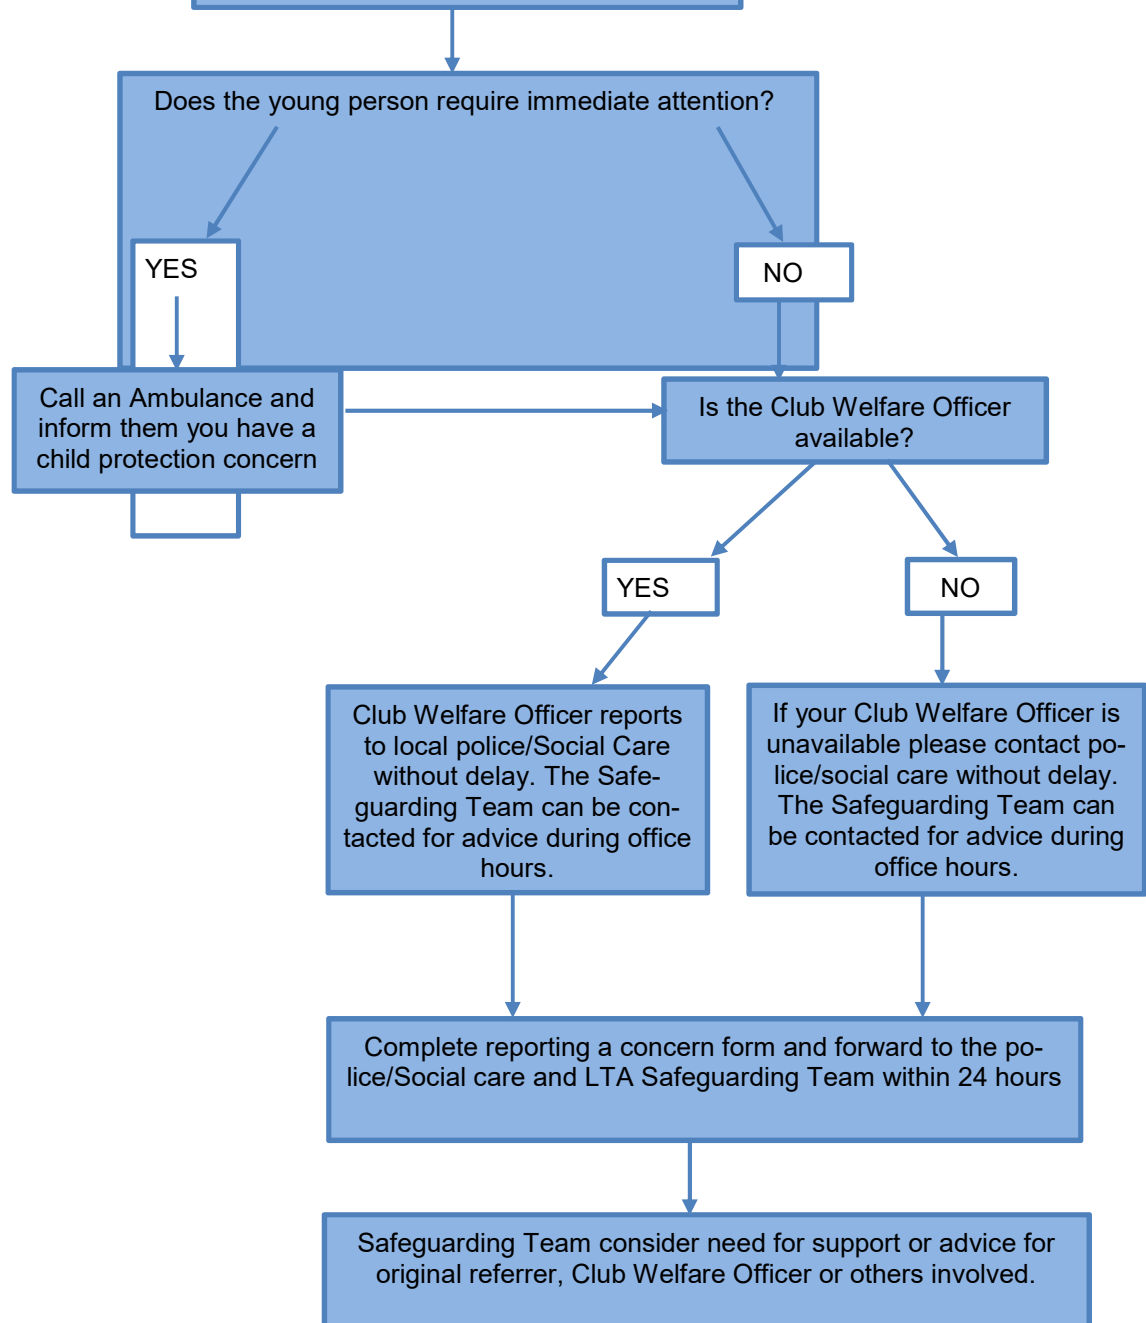 Does the young person require immediate attention?
YES
NO
Call an Ambulance and
inform them you have a
child protection concern
Is the Club Welfare Officer
available?
YES
NO
Club Welfare Officer reports
to local police/Social Care
without delay. The Safe-
guarding Team can be con-
tacted for advice during office
hours.
If your Club Welfare Officer is
unavailable please contact po-
lice/social care without delay.
The Safeguarding Team can
be contacted for advice during
office hours.
Complete reporting a concern form and forward to the po-
lice/Social care and LTA Safeguarding Team within 24 hours
Safeguarding Team consider need for support or advice for
original referrer, Club Welfare Officer or others involved.